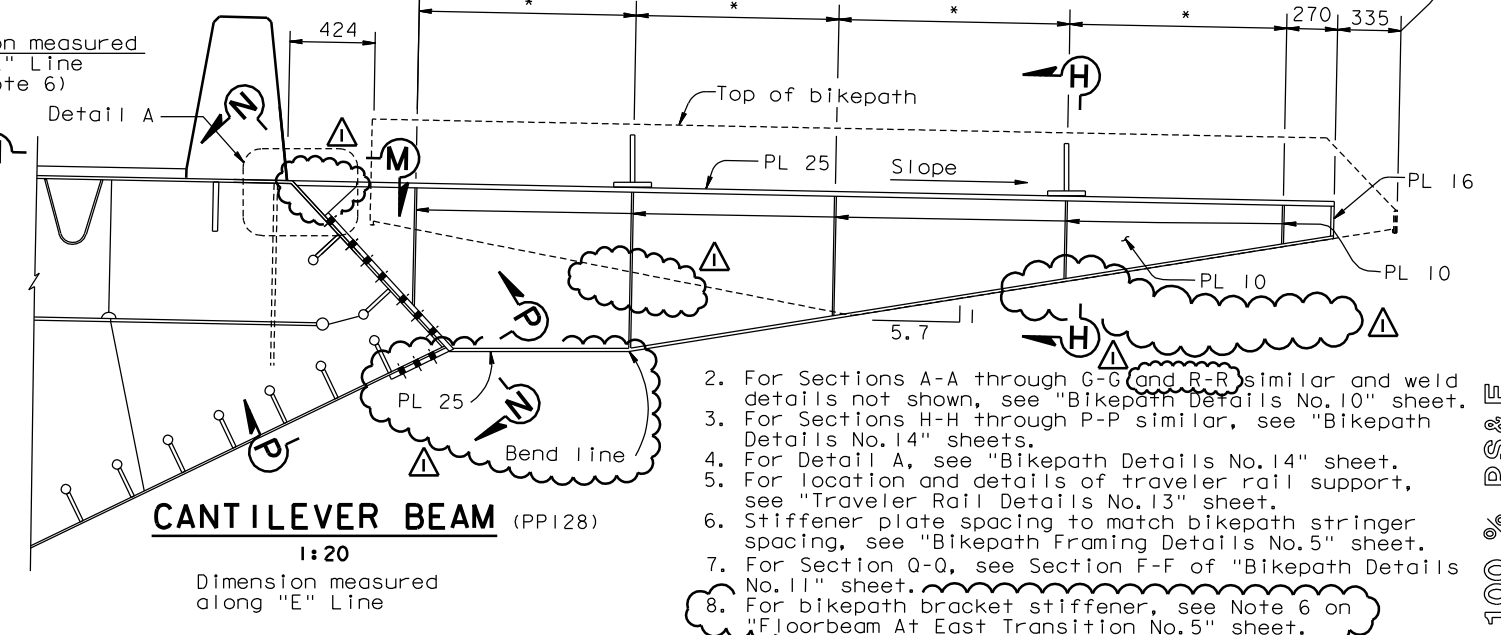 * * * * 270 335
424
on measured
" Line
ote 6)
Detail A
N
M
H
Top of bikepath
PL 25
Slope
PL 16
PL 10
PL 10
5.7
1
P
H
PL 25
N
Bend line
P
1
1
1
1
1
CANTILEVER BEAM (PP128)
1:20
Dimension measured
along "E" Line
2. For Sections A-A through G-G and R-R similar and weld
details not shown, see "Bikepath Details No.10" sheet.
3. For Sections H-H through P-P similar, see "Bikepath
Details No.14" sheets.
4. For Detail A, see "Bikepath Details No.14" sheet.
5. For location and details of traveler rail support,
see "Traveler Rail Details No.13" sheet.
6. Stiffener plate spacing to match bikepath stringer
spacing, see "Bikepath Framing Details No.5" sheet.
7. For Section Q-Q, see Section F-F of "Bikepath Details
No.11" sheet.
8. For bikepath bracket stiffener, see Note 6 on
"Floorbeam At East Transition No.5" sheet.
100 % PS&E